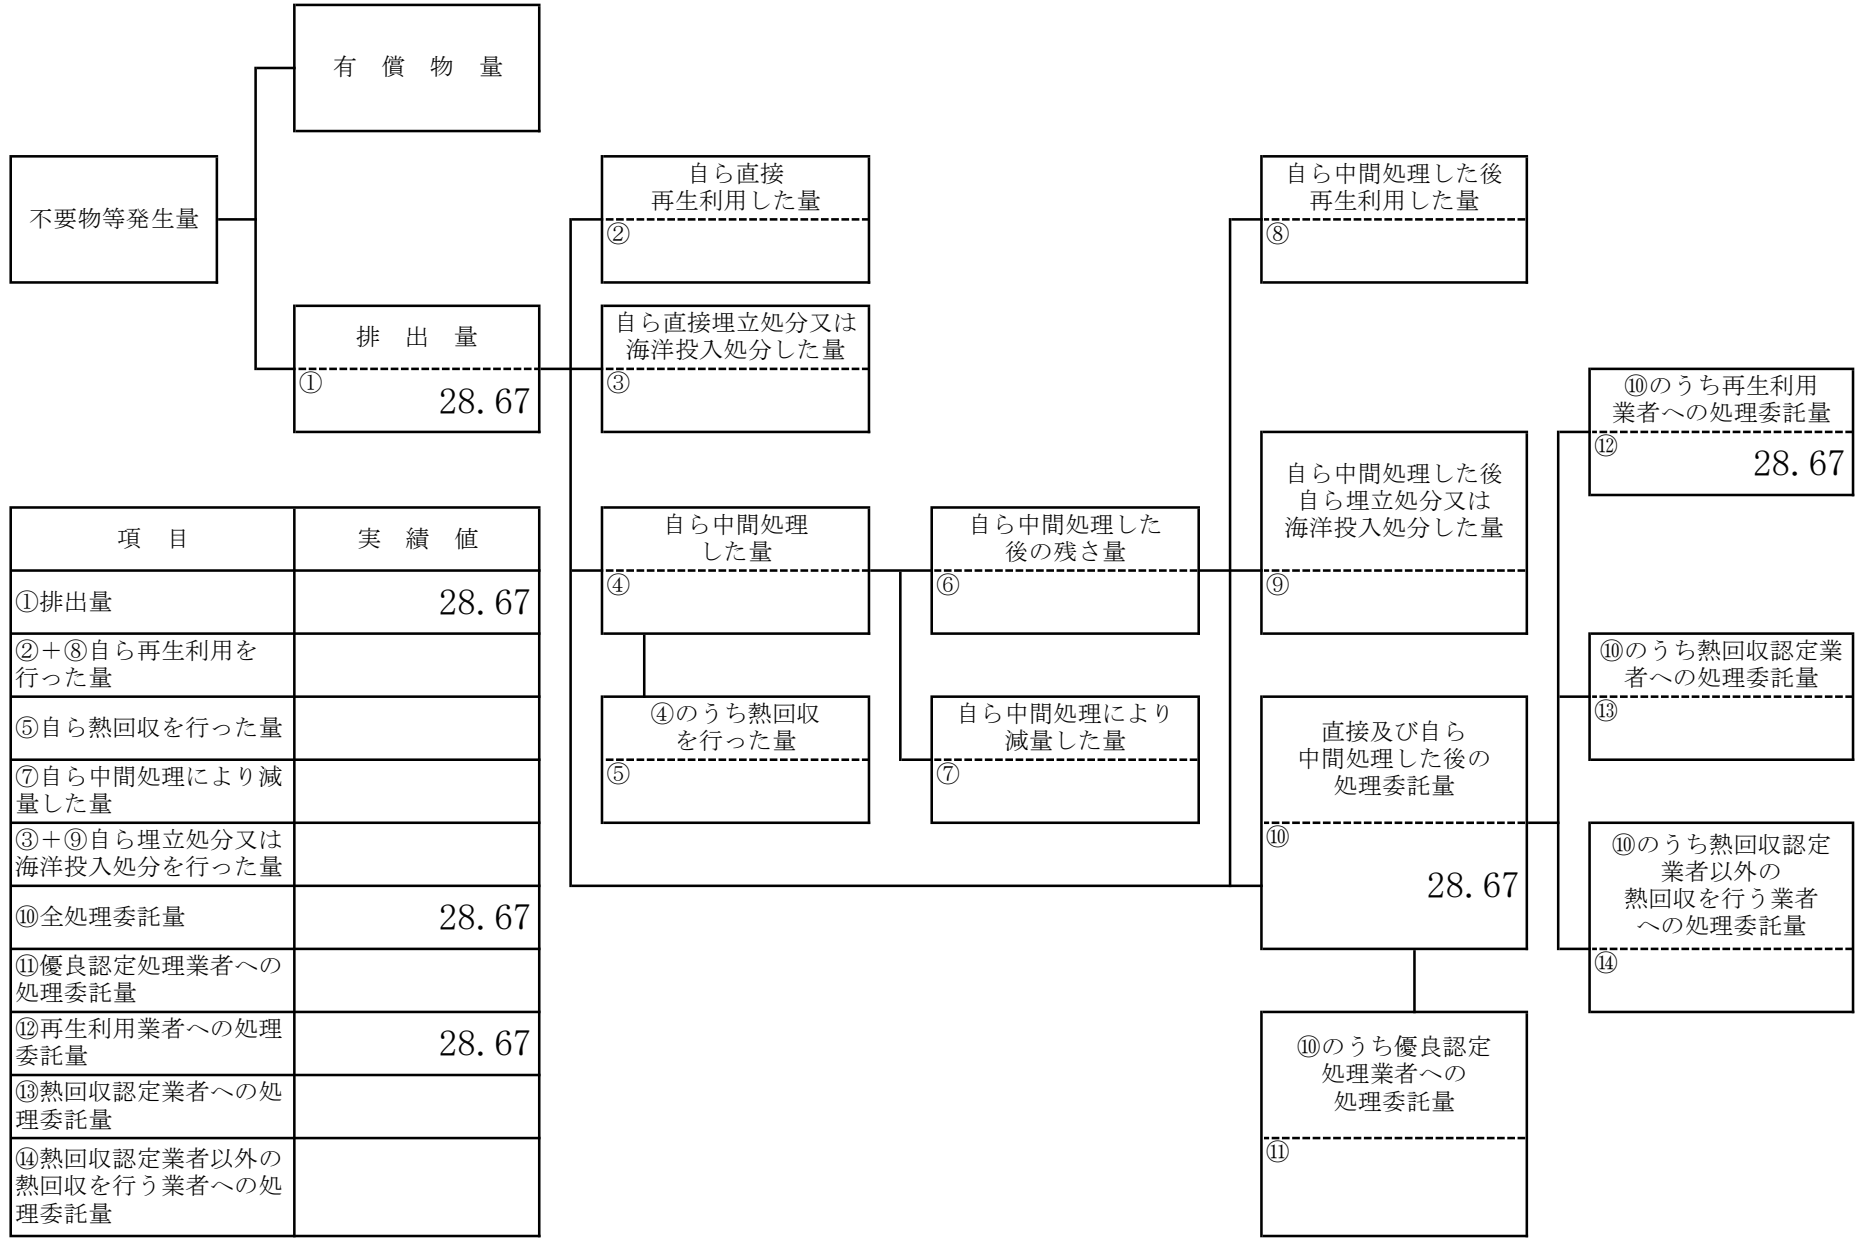 有　償　物　量
不要物等発生量
排　出　量
①
28.67
自ら直接
再生利用した量
②
自ら直接埋立処分又は
海洋投入処分した量
③
自ら中間処理
した量
④
④のうち熱回収
を行った量
⑤
自ら中間処理した
後の残さ量
⑥
自ら中間処理により
減量した量
⑦
自ら中間処理した後
再生利用した量
⑧
自ら中間処理した後
自ら埋立処分又は
海洋投入処分した量
⑨
直接及び自ら
中間処理した後の
処理委託量
⑩
28.67
⑩のうち優良認定
処理業者への
処理委託量
⑪
⑩のうち再生利用
業者への処理委託量
⑫
28.67
⑩のうち熱回収認定業
者への処理委託量
⑬
⑩のうち熱回収認定
業者以外の
熱回収を行う業者
への処理委託量
⑭
項　目　実　績　値
①排出量　28.67
②＋⑧自ら再生利用を
行った量
⑤自ら熱回収を行った量
⑦自ら中間処理により減
量した量
③＋⑨自ら埋立処分又は
海洋投入処分を行った量
⑩全処理委託量　28.67
⑪優良認定処理業者への
処理委託量
⑫再生利用業者への処理
委託量　28.67
⑬熱回収認定業者への処
理委託量
⑭熱回収認定業者以外の
熱回収を行う業者への処
理委託量